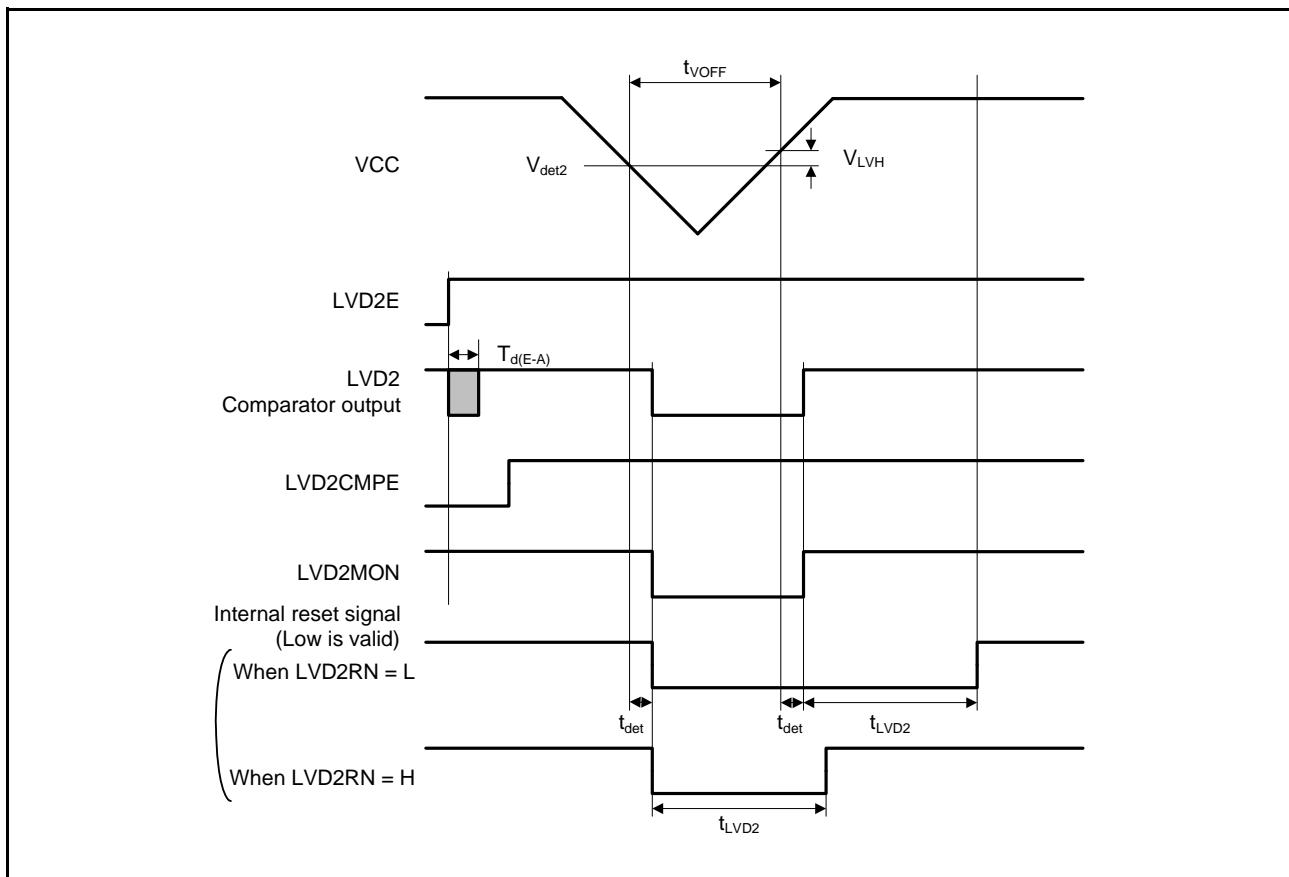 tVOFF
VCC
Vdet2
VLVH
LVD2E
Td(E-A)
LVD2
Comparator output
LVD2CMPE
LVD2MON
Internal reset signal
(Low is valid)
When LVD2RN = L
tdet
tdet
tLVD2
When LVD2RN = H
tLVD2